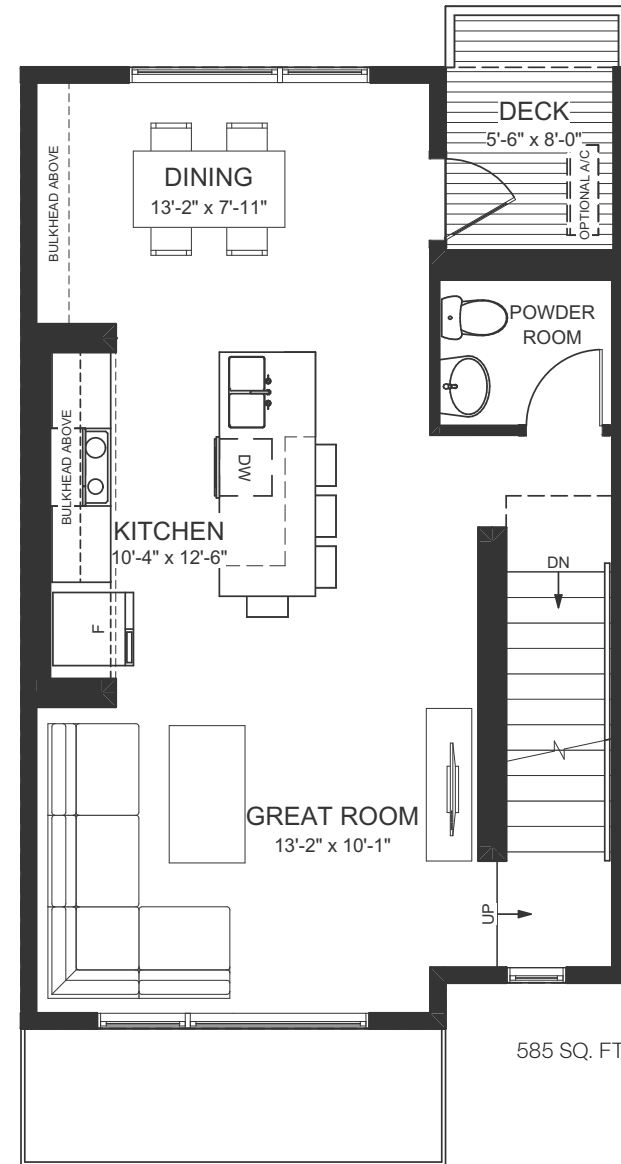 DECK
5'-6" x 8'-0"
OPTIONAL A/C
BULKHEAD ABOVE
DINING
13'-2" x 7'-11"
POWDER
ROOM
BULKHEAD ABOVE
DW
KITCHEN
10'-4" x 12'-6"
F
DN
GREAT ROOM
13'-2" x 10'-1"
UP
585 SQ. FT